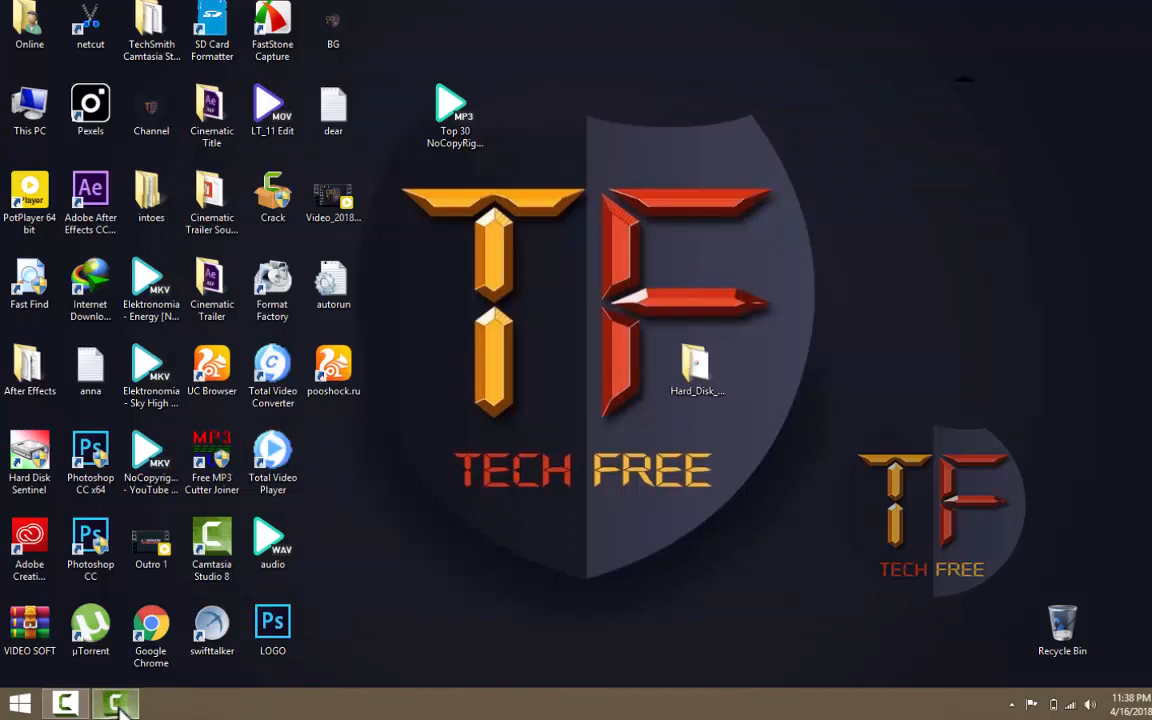 Online
netcut
TechSmith
Camtasia St...
SD Card
Formatter
FastStone
Capture
BG
This PC
Pexels
Channel
Cinematic
Title
LT_11 Edit
dear
Top 30
NoCopyRig...
PotPlayer 64
bit
Adobe After
Effects CC...
intoes
Cinematic
Trailer Sou...
Crack
Video_2018...
Fast Find
Internet
Downlo...
Elektronomia
- Energy [N...
Cinematic
Trailer
Format
Factory
autorun
After Effects
anna
Elektronomia
- Sky High ...
UC Browser
Total Video
Converter
pooshock.ru
Hard_Disk_...
Hard Disk
Sentinel
Photoshop
CC x64
NoCopyrig...
- YouTube ...
Free MP3
Cutter Joiner
Total Video
Player
Adobe
Creati...
Photoshop
CC
Outro 1
Camtasia
Studio 8
audio
VIDEO SOFT
µTorrent
Google
Chrome
swifttalker
LOGO
Recycle Bin
TF
TECH FREE
TF
TECH FREE
11:38 PM
4/16/2018